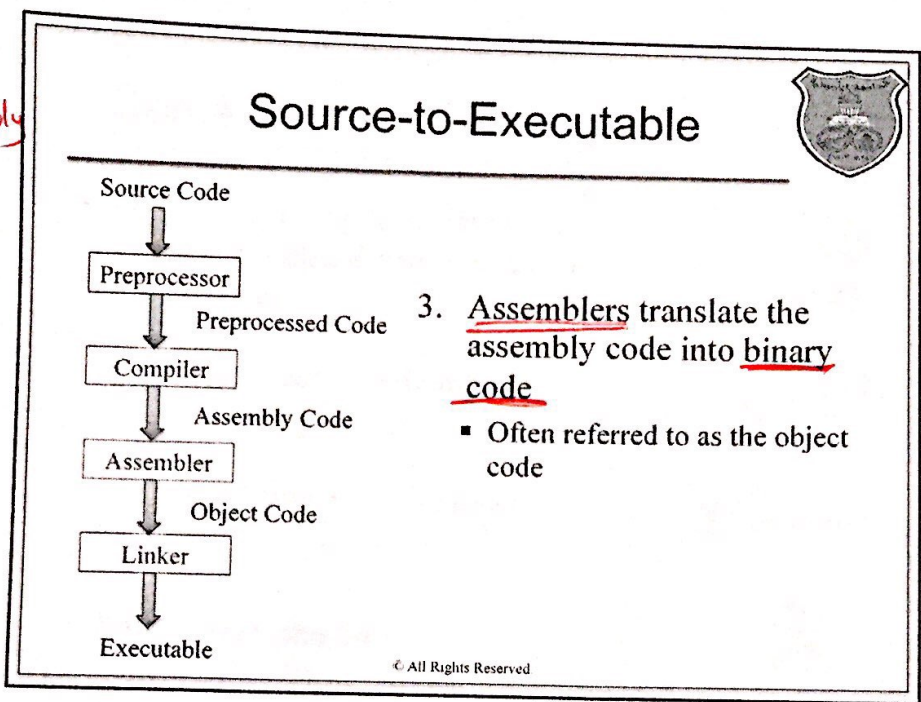 Source-to-Executable
Source Code
Preprocessor
Preprocessed Code
Compiler
Assembly Code
Assembler
Object Code
Linker
Executable
3. Assemblers translate the
assembly code into binary
code
▪ Often referred to as the object
code
© All Rights Reserved